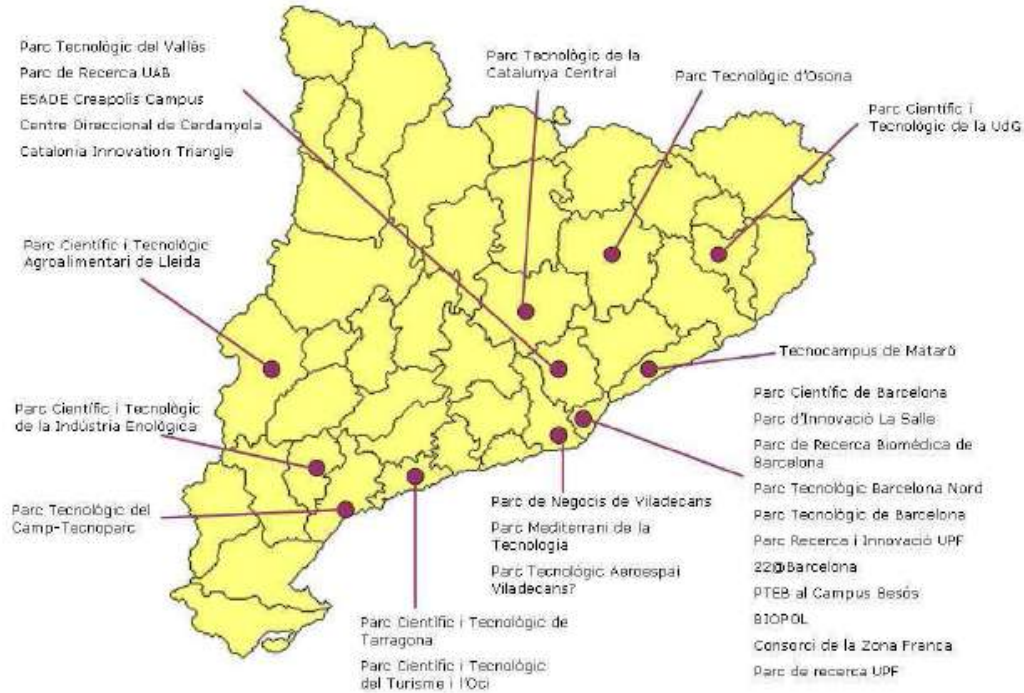 Parc Tecnològic del Vallès
Parc de Recerca UAB
ESADE Creapolis Campus
Centre Direccional de Cerdanyola
Catalonia Innovation Triangle
Parc Tecnològic de la
Catalunya Central
Parc Tecnològic d'Osona
Parc Científic i
Tecnològic de la UdG
Parc Científic i Tecnològic
Agroalimentari de Lleida
Tecnocampus de Mataró
Parc Científic i Tecnològic
de la Indústria Enològica
Parc Tecnològic del
Camp-Tecnoparc
Parc Científic i Tecnològic de
Tarragona
Parc Científic i Tecnològic
del Turisme i l'Oci
Parc de Negocis de Viladecans
Parc Mediterrani de la
Tecnologia
Parc Tecnològic Aeroespai
Viladecans?
Parc Científic de Barcelona
Parc d'Innovació La Salle
Parc de Recerca Biomédica de
Barcelona
Parc Tecnològic Barcelona Nord
Parc Tecnològic de Barcelona
Parc Recerca i Innovació UPF
22@Barcelona
PTEB al Campus Besós
BIOPOL
Consorci de la Zona Franca
Parc de recerca UPF